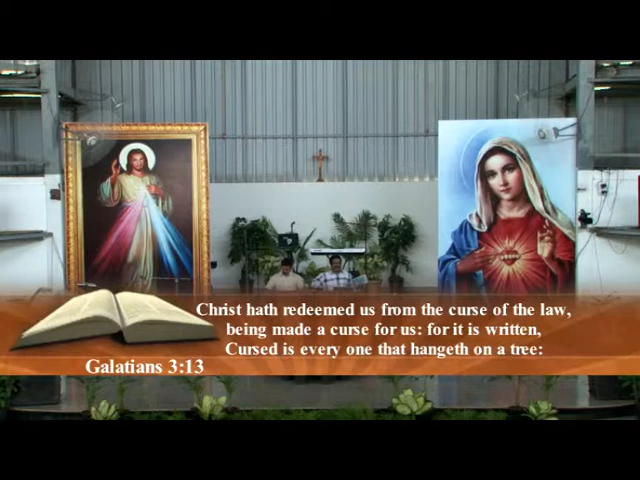 Christ hath redeemed us from the curse of the law,
being made a curse for us: for it is written,
Cursed is every one that hangeth on a tree:
Galatians 3:13